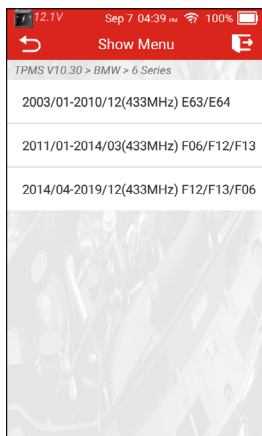 12.1V Sep 7 04:39 PM 100%
Show Menu
TPMS V10.30 > BMW > 6 Series
2003/01-2010/12(433MHz) E63/E64
2011/01-2014/03(433MHz) F06/F12/F13
2014/04-2019/12(433MHz) F12/F13/F06